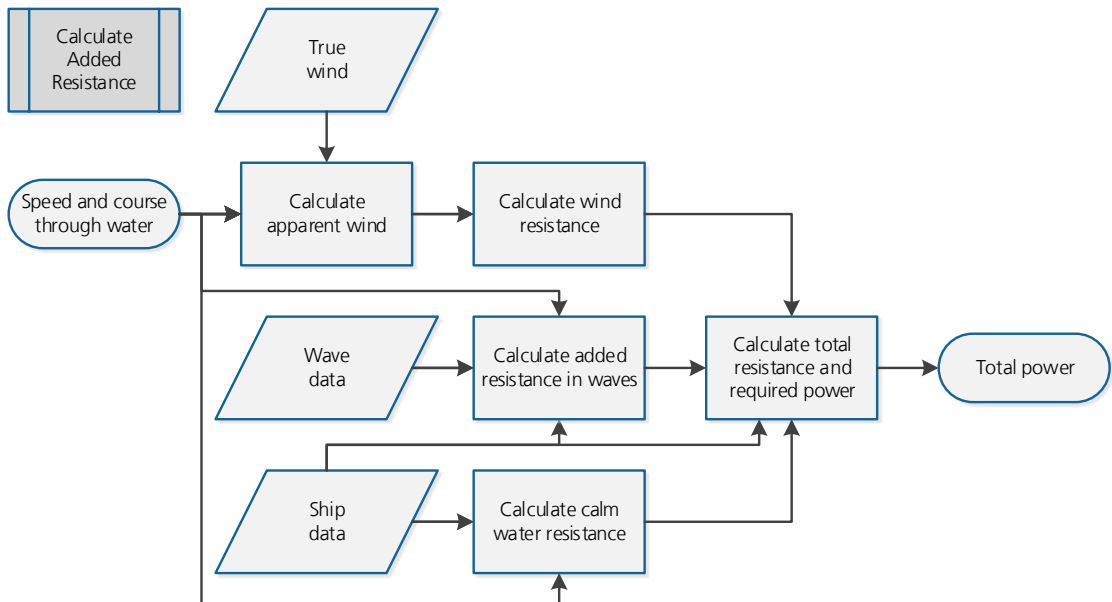 Calculate
Added
Resistance
True
wind
Speed and course
through water
Calculate
apparent wind
Calculate wind
resistance
Wave
data
Calculate added
resistance in waves
Calculate total
resistance and
required power
Total power
Ship
data
Calculate calm
water resistance